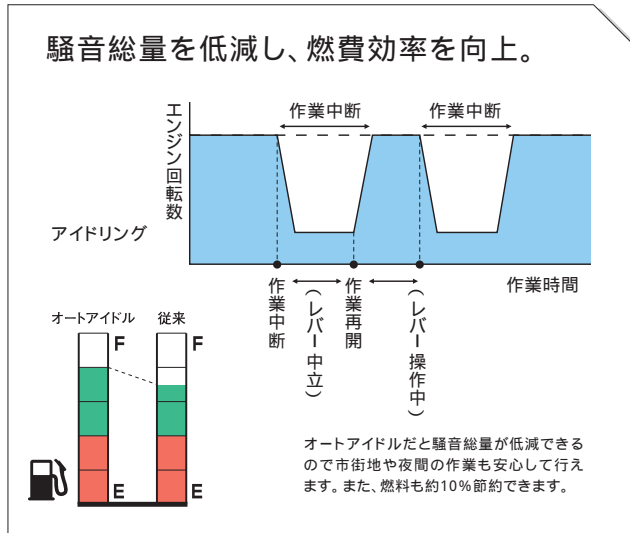 騒音総量を低減し、燃費効率を向上。
エンジン回転数
作業中断
作業中断
アイドリング
作業時間
作業中断
(レバー中立)
作業再開
(レバー操作中)
オートアイドル
従来
F
F
E
E
オートアイドルだと騒音総量が低減できる
ので市街地や夜間の作業も安心して行え
ます。また、燃料も約10%節約できます。